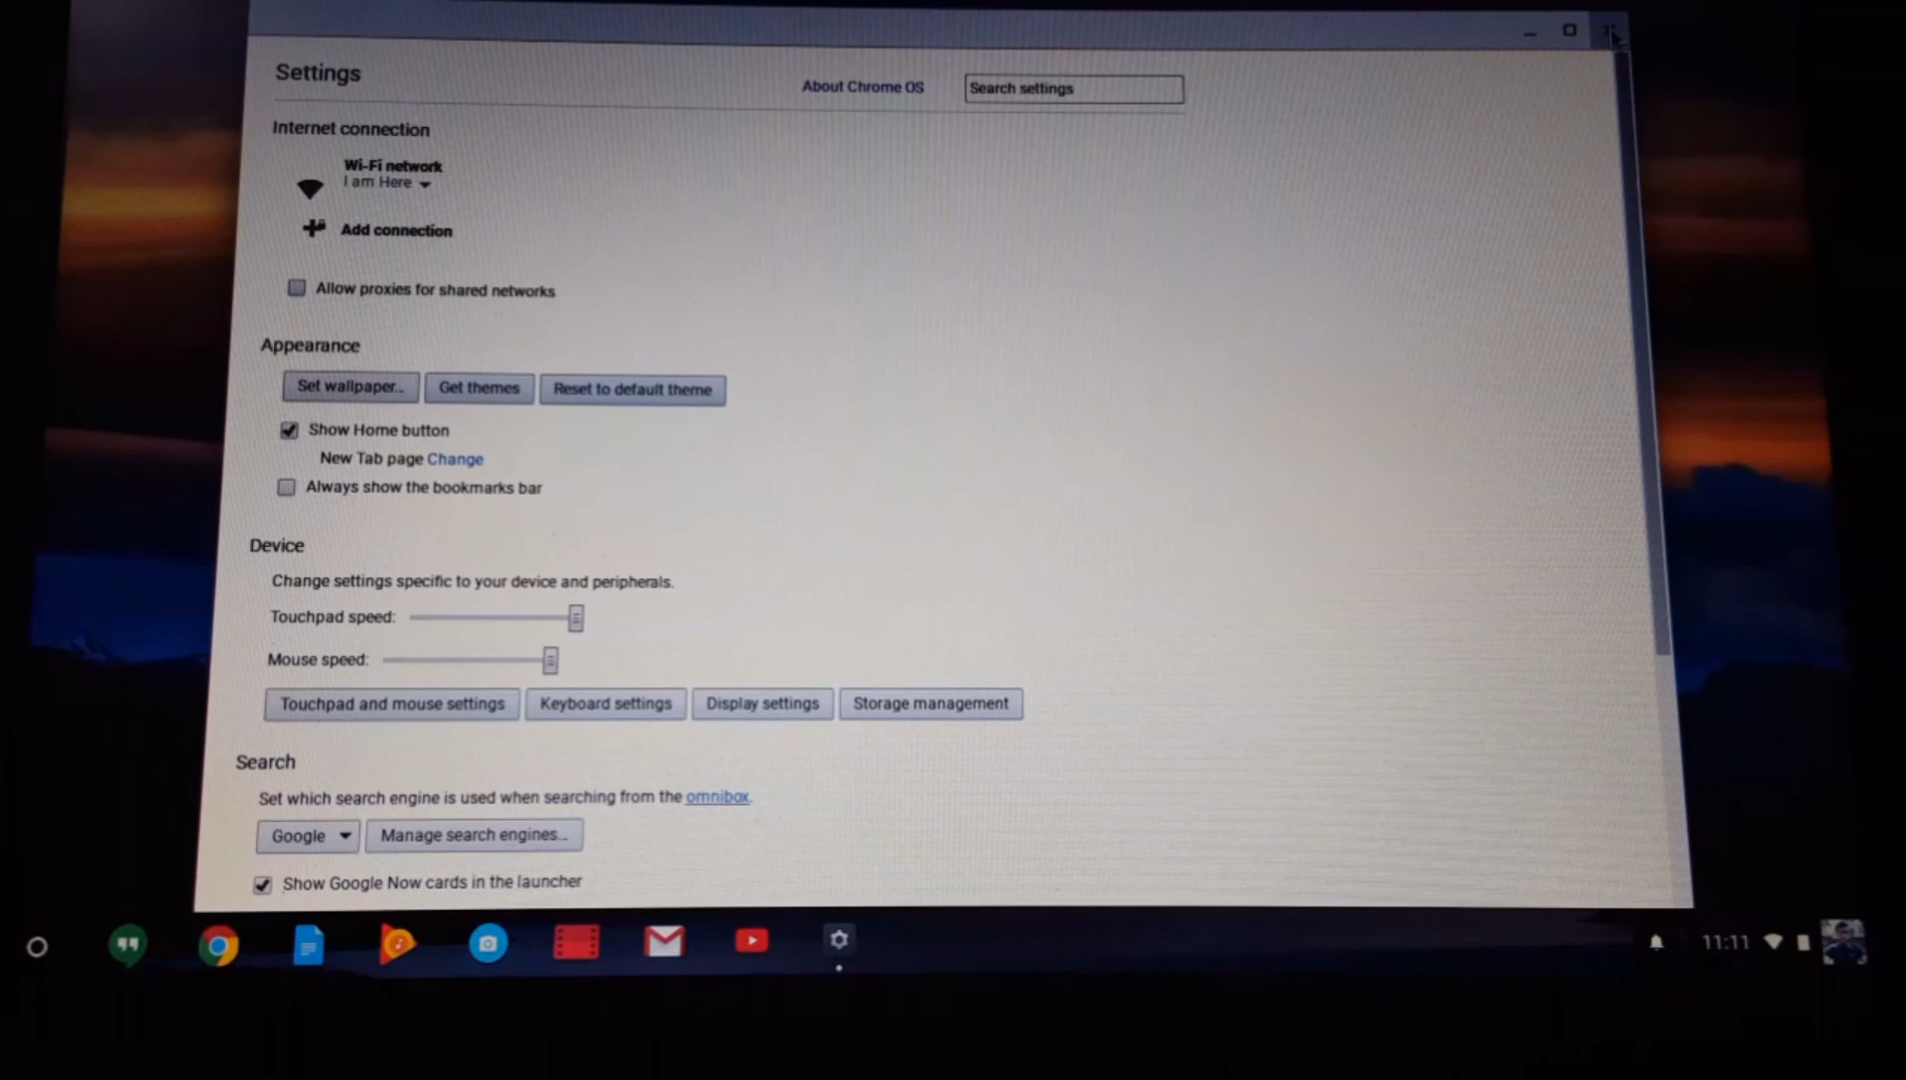 Settings
About Chrome OS
Search settings
Internet connection
Wi-Fi network
I am Here
Add connection
Allow proxies for shared networks
Appearance
Set wallpaper...
Get themes
Reset to default theme
Show Home button
New Tab page Change
Always show the bookmarks bar
Device
Change settings specific to your device and peripherals.
Touchpad speed:
Mouse speed:
Touchpad and mouse settings
Keyboard settings
Display settings
Storage management
Search
Set which search engine is used when searching from the omnibox.
Google
Manage search engines...
Show Google Now cards in the launcher
11:11